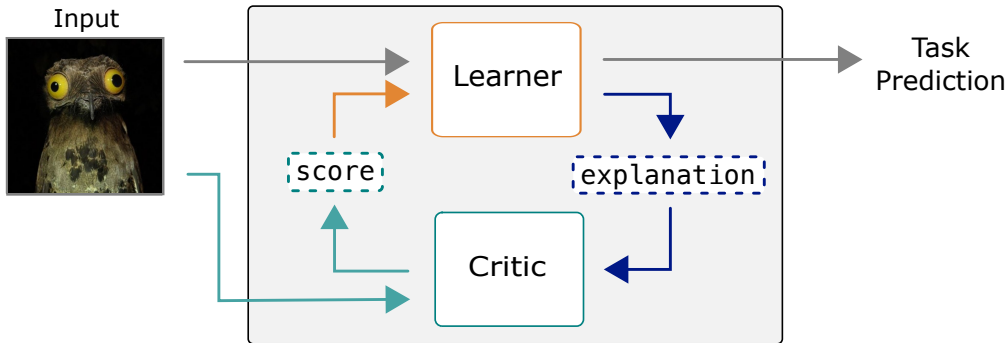 Input
Learner
Task
Prediction
score
explanation
Critic